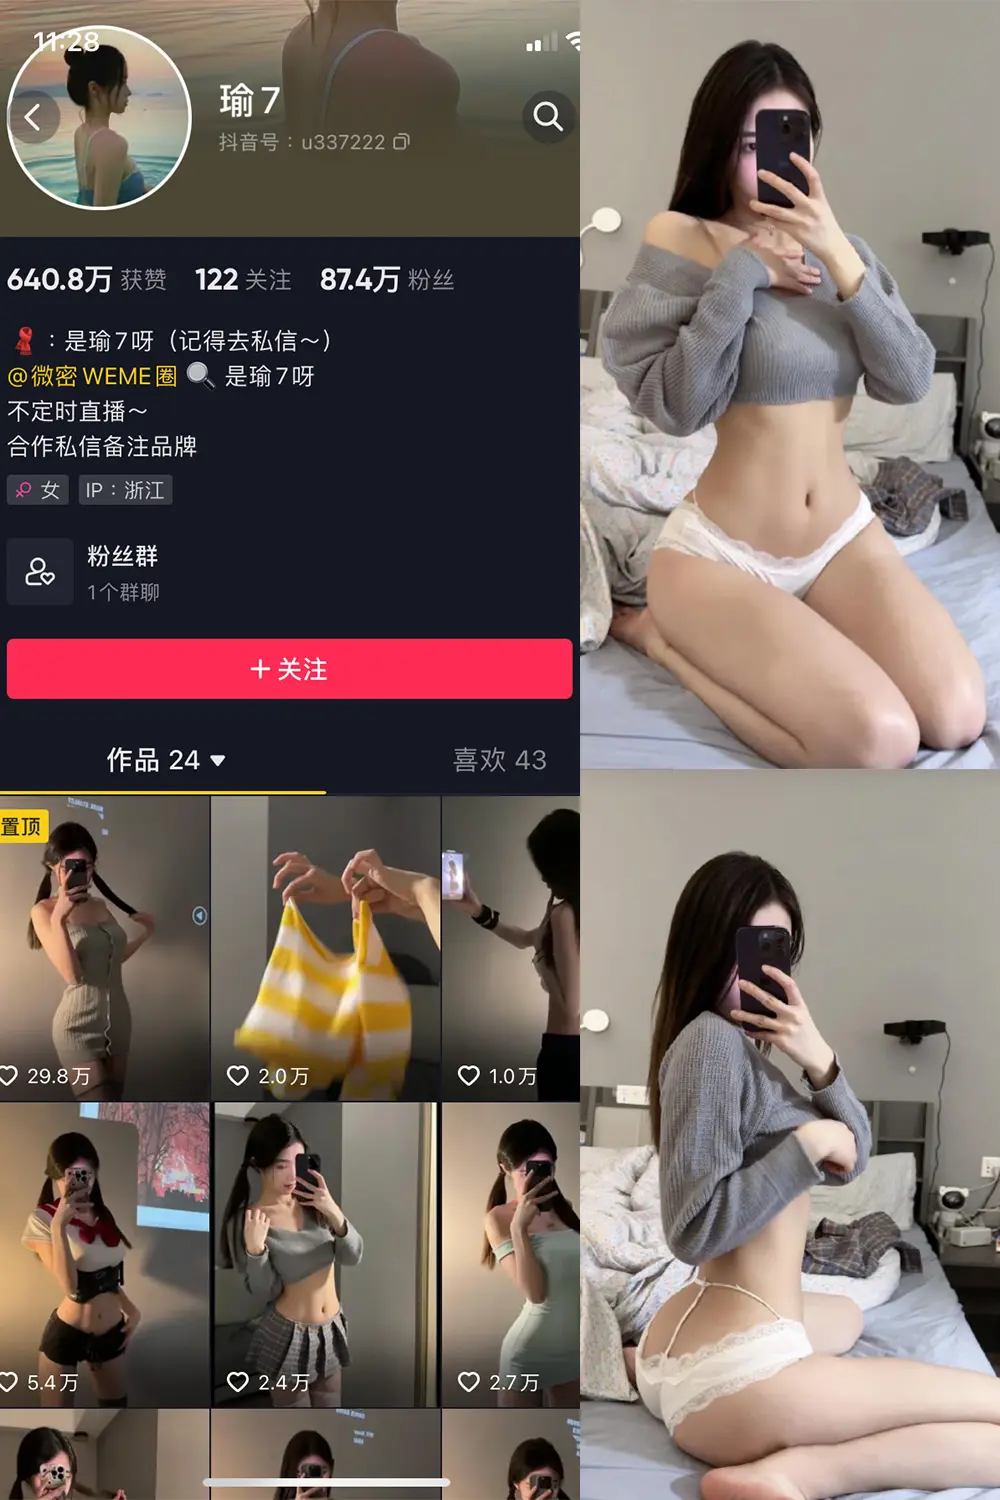 11:28
瑜7
抖音号：u337222
640.8万 获赞 122 关注 87.4万 粉丝
：是瑜7呀（记得去私信～）
@微密WEME圈 是瑜7呀
不定时直播～
合作私信备注品牌
女 IP：浙江
粉丝群
1个群聊
+ 关注
作品 24 喜欢 43
置顶
29.8万 2.0万 1.0万
5.4万 2.4万 2.7万